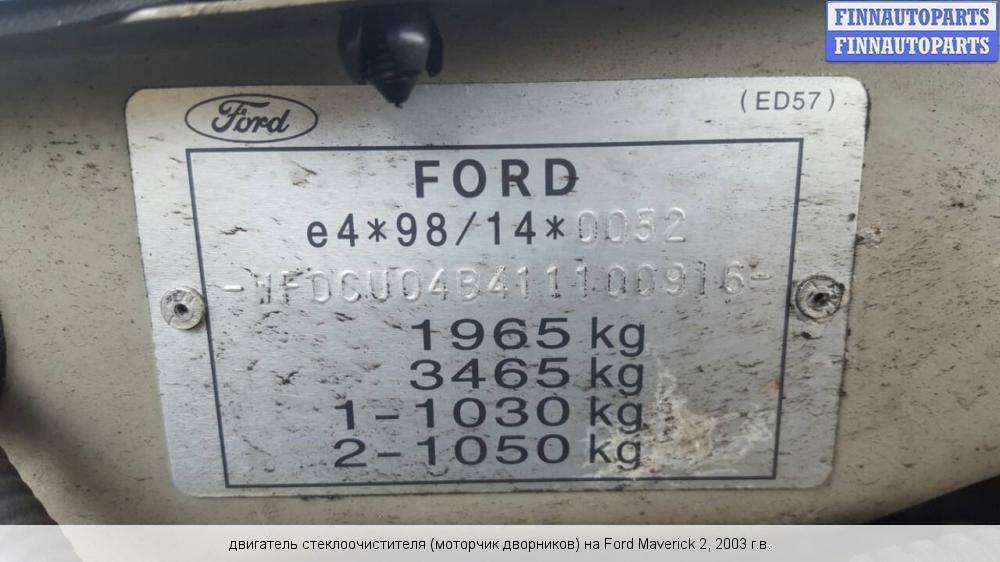 FINNAUTOPARTS
FINNAUTOPARTS
(ED57)
Ford
FORD
e4*98/14*0052
-1F0CU04B411100916-
1965 kg
3465 kg
1-1030 kg
2-1050 kg
двигатель стеклоочистителя (моторчик дворников) на Ford Maverick 2, 2003 г.в.